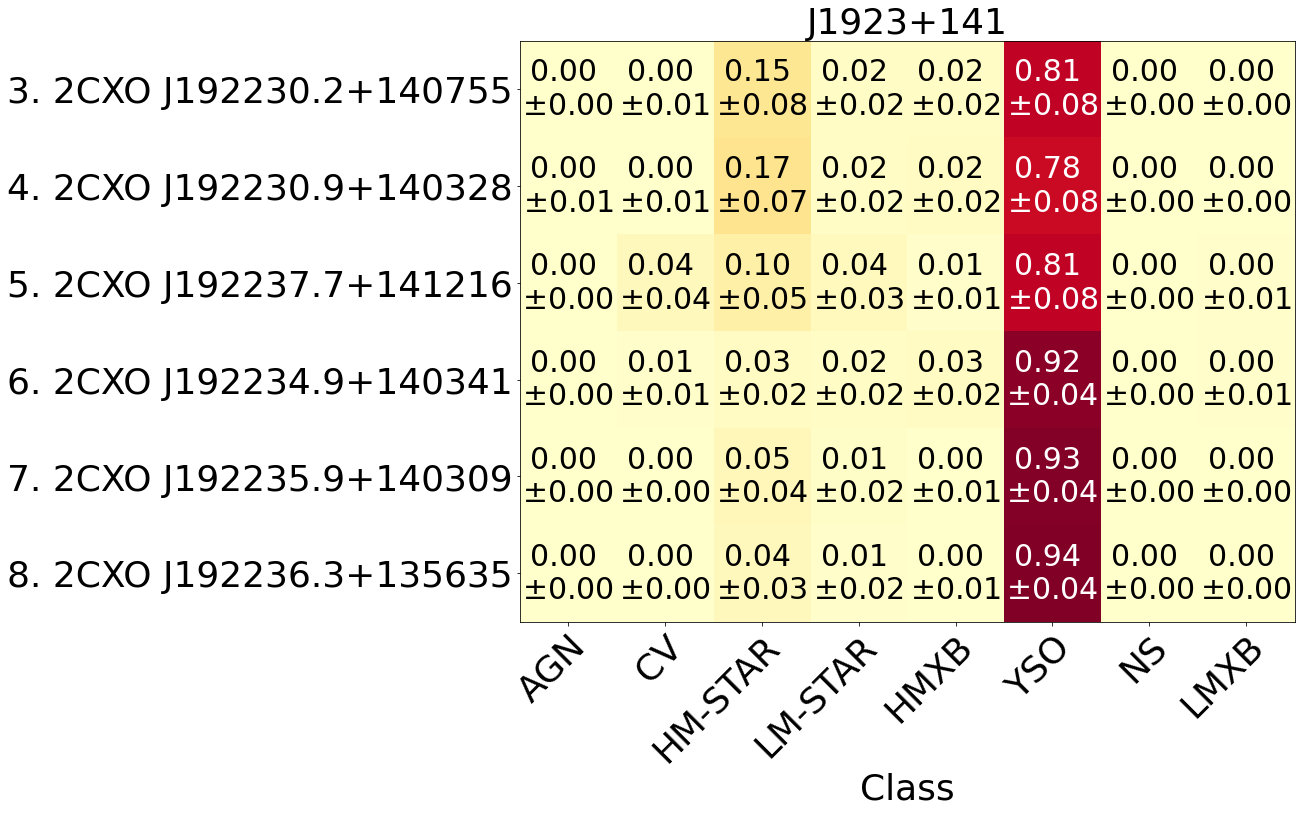 J1923+141
3. 2CXO J192230.2+140755
0.00 0.00 0.15 0.02 0.02 0.81 0.00 0.00
±0.00 ±0.01 ±0.08 ±0.02 ±0.02 ±0.08 ±0.00 ±0.00
4. 2CXO J192230.9+140328
0.00 0.00 0.17 0.02 0.02 0.78 0.00 0.00
±0.01 ±0.01 ±0.07 ±0.02 ±0.02 ±0.08 ±0.00 ±0.00
5. 2CXO J192237.7+141216
0.00 0.04 0.10 0.04 0.01 0.81 0.00 0.00
±0.00 ±0.04 ±0.05 ±0.03 ±0.01 ±0.08 ±0.00 ±0.01
6. 2CXO J192234.9+140341
0.00 0.01 0.03 0.02 0.03 0.92 0.00 0.00
±0.00 ±0.01 ±0.02 ±0.02 ±0.02 ±0.04 ±0.00 ±0.01
7. 2CXO J192235.9+140309
0.00 0.00 0.05 0.01 0.00 0.93 0.00 0.00
±0.00 ±0.00 ±0.04 ±0.02 ±0.01 ±0.04 ±0.00 ±0.00
8. 2CXO J192236.3+135635
0.00 0.00 0.04 0.01 0.00 0.94 0.00 0.00
±0.00 ±0.00 ±0.03 ±0.02 ±0.01 ±0.04 ±0.00 ±0.00
AGN CV HM-STAR LM-STAR HMXB YSO NS LMXB
Class